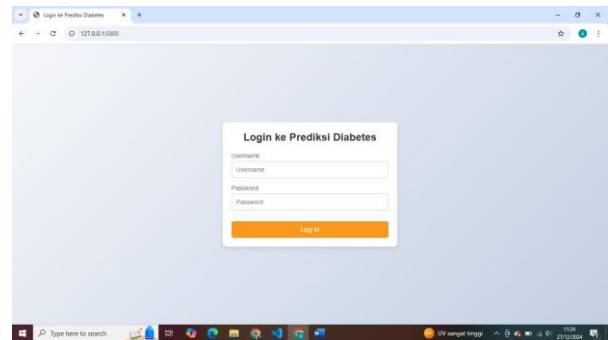 Login ke Prediksi Diabetes
127.0.0.1:5000
Login ke Prediksi Diabetes
Username
Username
Password
Password
Log in
Type here to search
UV sangat tinggi
11:24
27/12/2024